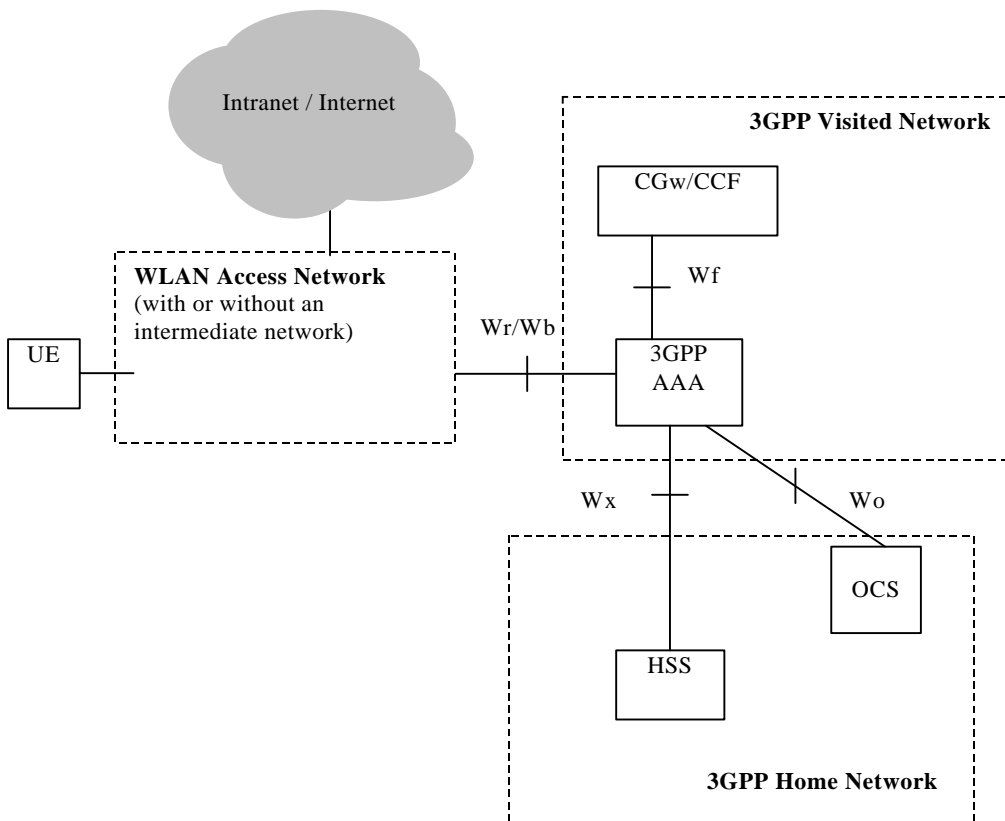 Intranet / Internet
3GPP Visited Network
CGw/CCF
Wf
WLAN Access Network
(with or without an
intermediate network)
Wr/Wb
UE
3GPP
AAA
Wx
Wo
OCS
HSS
3GPP Home Network